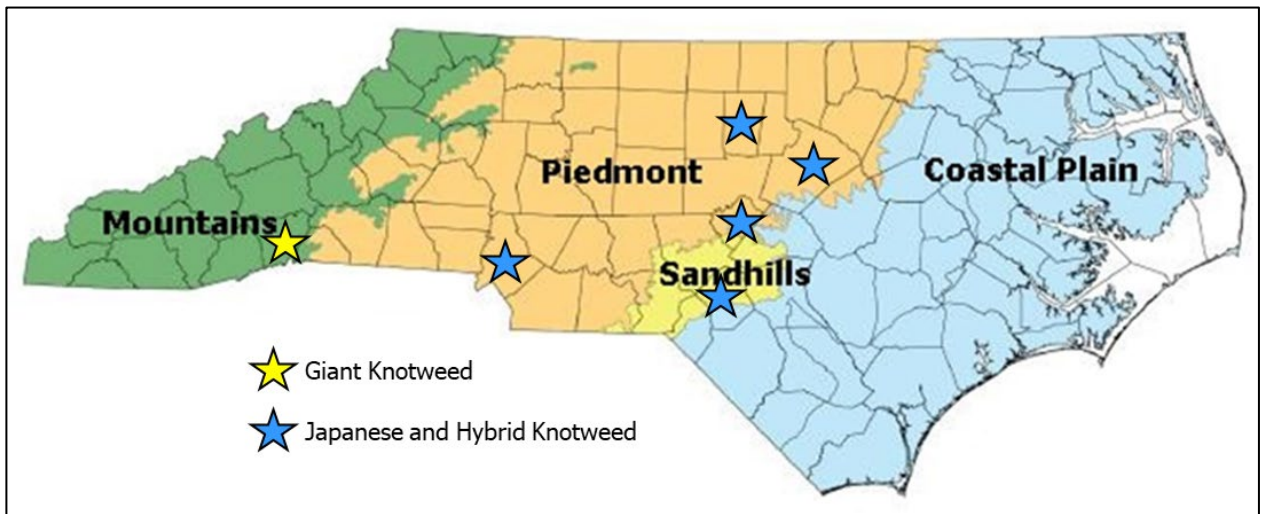 Piedmont
Coastal Plain
Mountains
Sandhills
Giant Knotweed
Japanese and Hybrid Knotweed